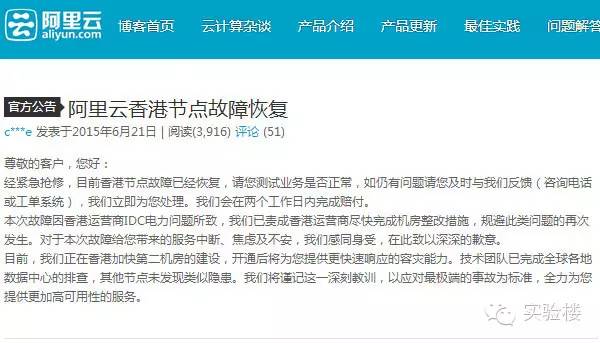 阿里云
aliyun.com
博客首页 云计算杂谈 产品介绍 产品更新 最佳实践 问题解答
官方公告 阿里云香港节点故障恢复
c***e 发表于2015年6月21日 | 阅读(3,916) 评论 (51)
尊敬的客户，您好：
经紧急抢修，目前香港节点故障已经恢复，请您测试业务是否正常，如仍有问题请您及时与我们反馈（咨询电话
或工单系统），我们立即为您处理。我们会在两个工作日内完成赔付。
本次故障因香港运营商IDC电力问题所致，我们已责成香港运营商尽快完成机房整改措施，规避此类问题的再次
发生。对于本次故障给您带来的服务中断、焦虑及不安，我们感同身受，在此致以深深的歉意。
目前，我们正在香港加快第二机房的建设，开通后将为您提供更快速响应的容灾能力。技术团队已完成全球各地
数据中心的排查，其他节点未发现类似隐患。我们将谨记这一深刻教训，以应对最极端的事故为标准，全力为您
提供更加高可用性的服务。
实验楼